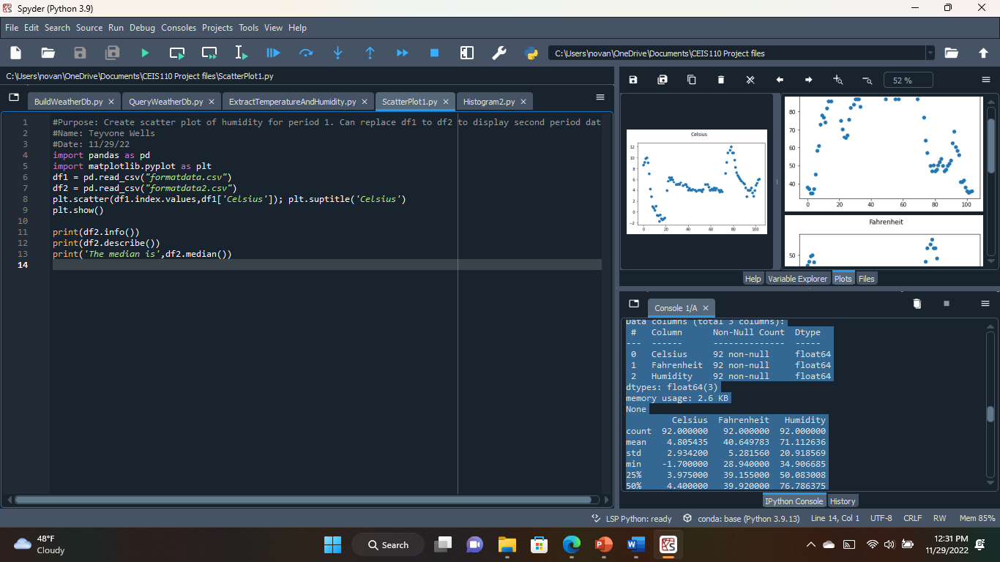 Spyder (Python 3.9)
File Edit Search Source Run Debug Consoles Projects Tools View Help
C:\Users\novan\OneDrive\Documents\CEIS110 Project files
C:\Users\novan\OneDrive\Documents\CEIS110 Project files\ScatterPlot1.py
BuildWeatherDb.py QueryWeatherDb.py ExtractTemperatureAndHumidity.py ScatterPlot1.py Histogram2.py
1 #Purpose: Create scatter plot of humidity for period 1. Can replace df1 to df2 to display second period dat
2 #Name: Teyvone Wells
3 #Date: 11/29/22
4 import pandas as pd
5 import matplotlib.pyplot as plt
6 df1 = pd.read_csv("formatdata.csv")
7 df2 = pd.read_csv("formatdata2.csv")
8 plt.scatter(df1.index.values,df1['Celsius']); plt.suptitle('Celsius')
9 plt.show()
10
11 print(df2.info())
12 print(df2.describe())
13 print('The median is',df2.median())
14
52 %
Celsius
12
10
8
6
4
2
0
−2
0 20 40 60 80 100
80
70
60
50
40
0 20 40 60 80 100
Fahrenheit
50
Help Variable Explorer Plots Files
Console 1/A
Data columns (total 3 columns):
# Column Non-Null Count Dtype
--- ------ -------------- -----
0 Celsius 92 non-null float64
1 Fahrenheit 92 non-null float64
2 Humidity 92 non-null float64
dtypes: float64(3)
memory usage: 2.6 KB
None
Celsius Fahrenheit Humidity
count 92.000000 92.000000 92.000000
mean 4.805435 40.649783 71.112636
std 2.934200 5.281560 20.918569
min -1.700000 28.940000 34.906685
25% 3.975000 39.155000 50.083008
50% 4.400000 39.920000 76.786375
IPython Console History
LSP Python: ready conda: base (Python 3.9.13) Line 14, Col 1 UTF-8 CRLF RW Mem 85%
48°F
Cloudy
Search
12:31 PM
11/29/2022